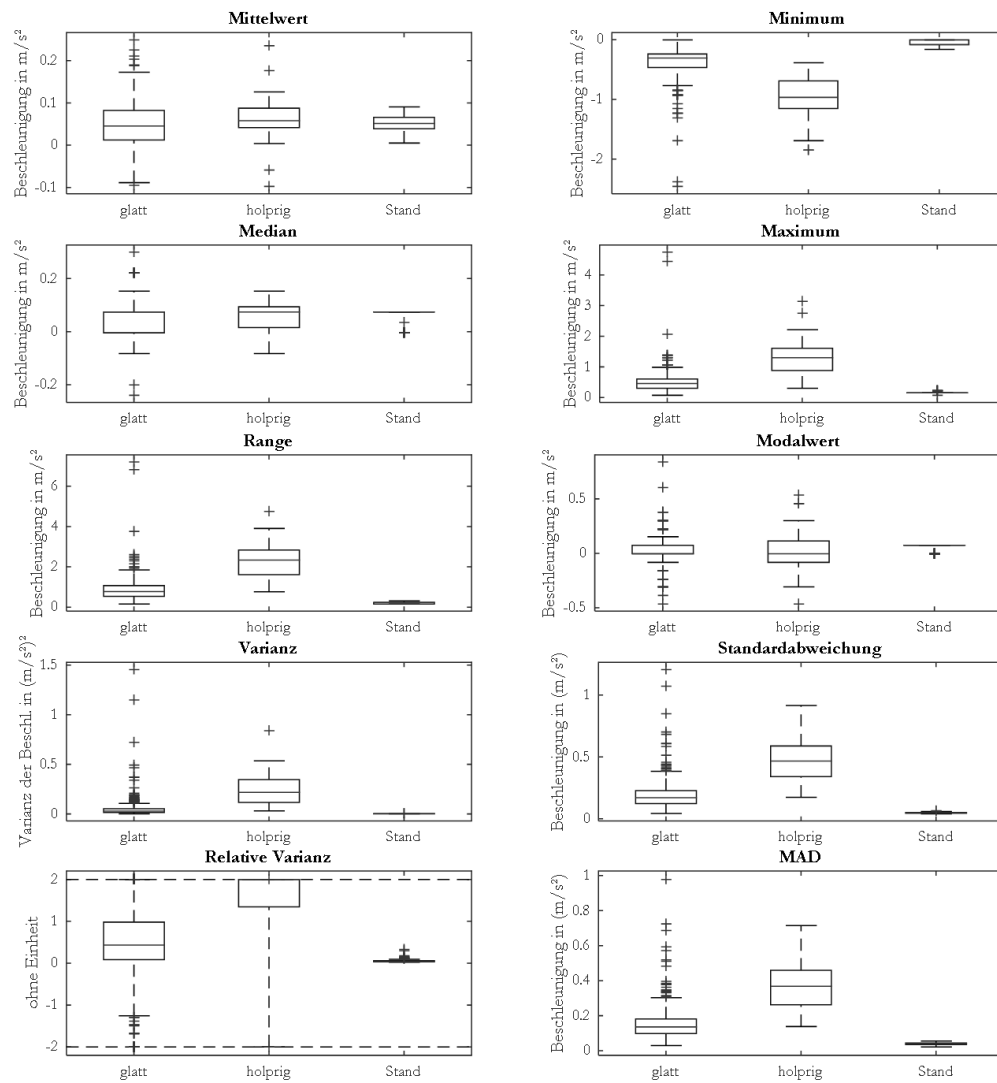 Mittelwert
Beschleunigung in m/s²
0.2
0.1
0
-0.1
glatt holprig Stand
Minimum
Beschleunigung in m/s²
0
-1
-2
glatt holprig Stand
Median
Beschleunigung in m/s²
0.2
0
-0.2
glatt holprig Stand
Maximum
Beschleunigung in m/s²
4
3
2
1
0
glatt holprig Stand
Range
Beschleunigung in m/s²
6
4
2
0
glatt holprig Stand
Modalwert
Beschleunigung in m/s²
0.5
0
-0.5
glatt holprig Stand
Varianz
Varianz der Beschl. in (m/s²)²
1.5
1
0.5
0
glatt holprig Stand
Standardabweichung
Beschleunigung in (m/s²)
1
0.5
0
glatt holprig Stand
Relative Varianz
ohne Einheit
2
1
0
-1
-2
glatt holprig Stand
MAD
Beschleunigung in (m/s²)
1
0.8
0.6
0.4
0.2
0
glatt holprig Stand